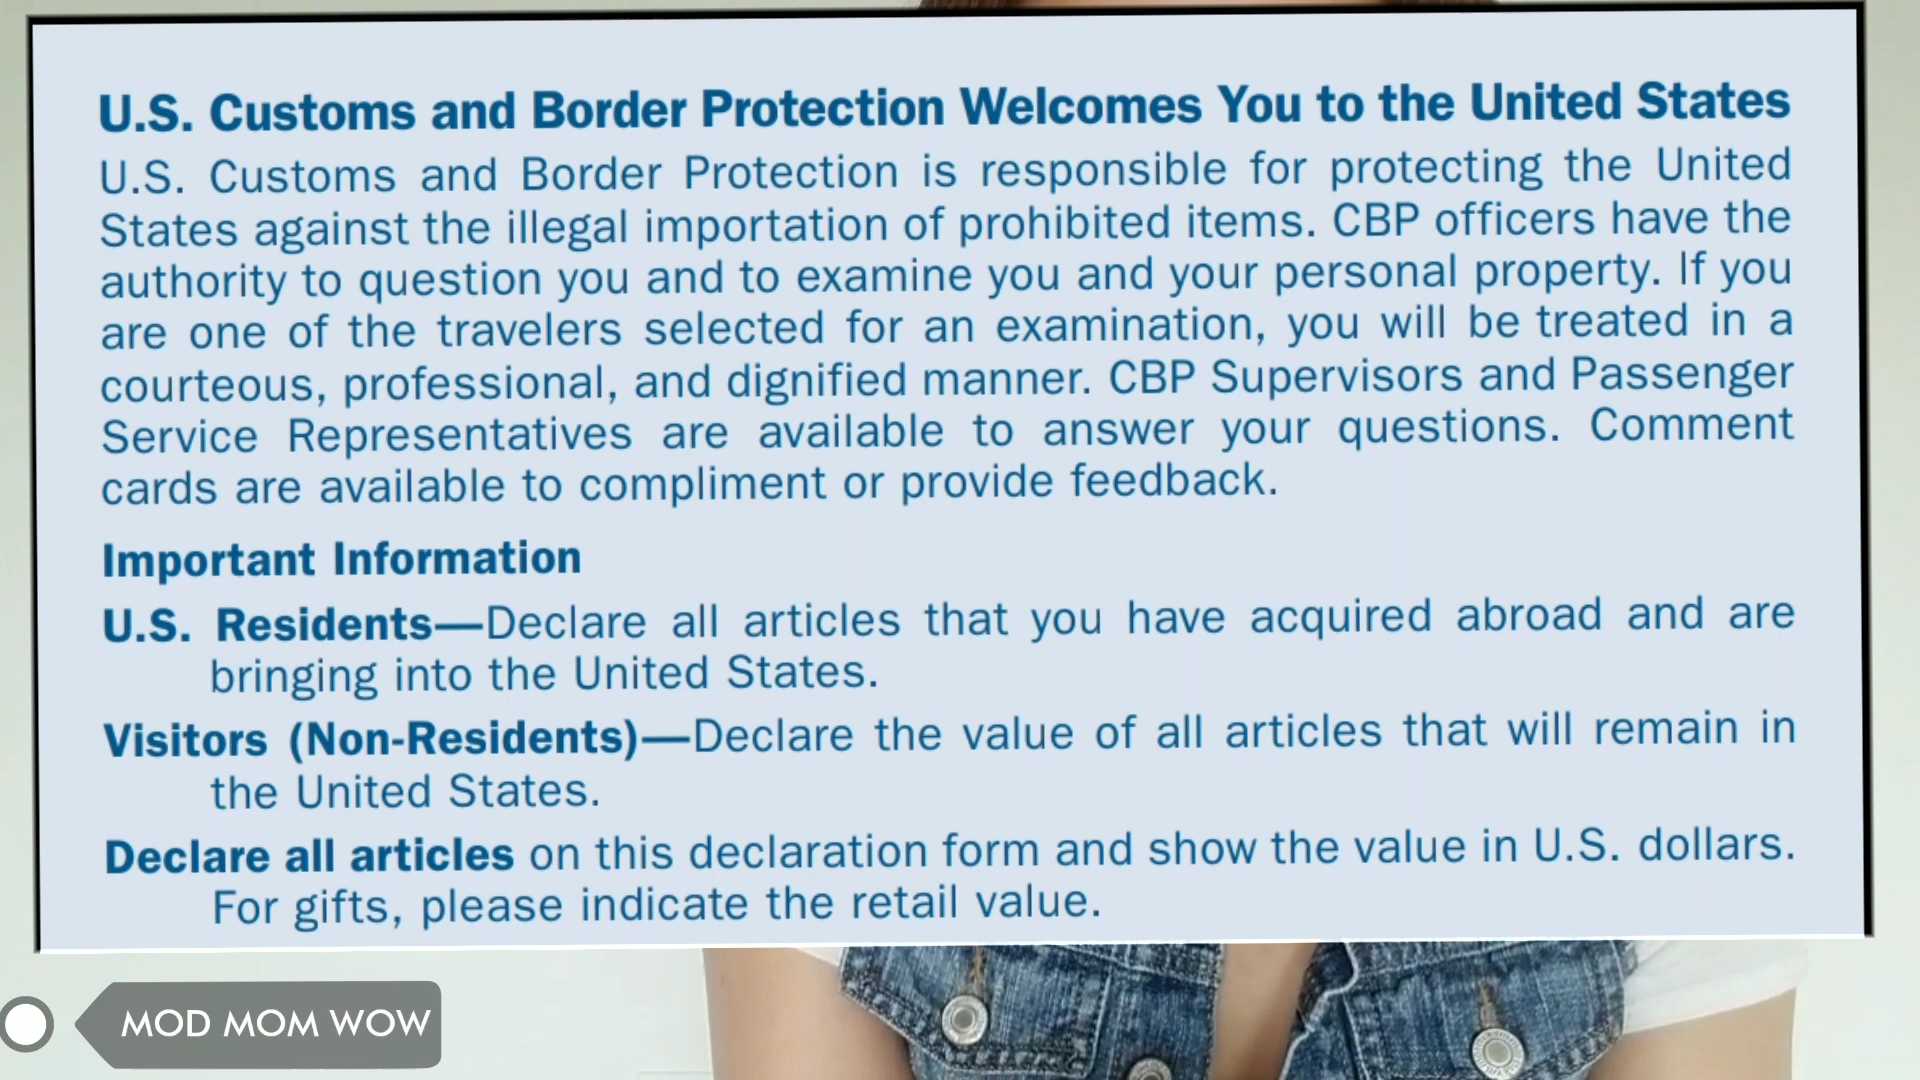 U.S. Customs and Border Protection Welcomes You to the United States
U.S. Customs and Border Protection is responsible for protecting the United
States against the illegal importation of prohibited items. CBP officers have the
authority to question you and to examine you and your personal property. If you
are one of the travelers selected for an examination, you will be treated in a
courteous, professional, and dignified manner. CBP Supervisors and Passenger
Service Representatives are available to answer your questions. Comment
cards are available to compliment or provide feedback.
Important Information
U.S. Residents—Declare all articles that you have acquired abroad and are
bringing into the United States.
Visitors (Non-Residents)—Declare the value of all articles that will remain in
the United States.
Declare all articles on this declaration form and show the value in U.S. dollars.
For gifts, please indicate the retail value.
MOD MOM WOW